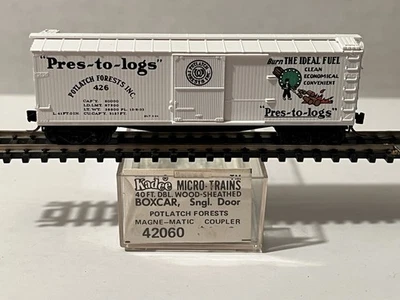 "Pres-to-logs"
POTLATCH FORESTS INC.
426
Burn THE IDEAL FUEL
CLEAN
ECONOMICAL
CONVENIENT
"Pres-to-logs"
Kadee MICRO-TRAINS
40 FT. DBL. WOOD-SHEATHED
BOXCAR, Sngl. Door
POTLATCH FORESTS
MAGNE-MATIC COUPLER
42060